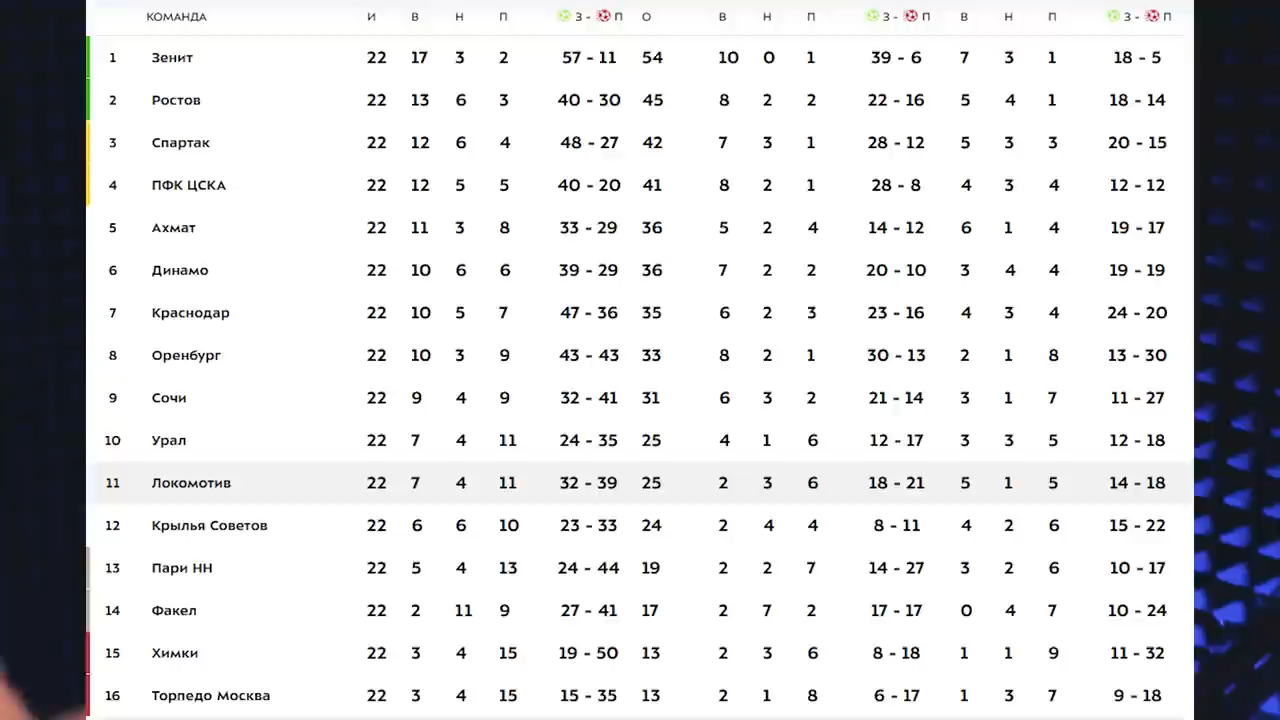 КОМАНДА И В Н П З - П О В Н П З - П В Н П З - П
1 Зенит 22 17 3 2 57 - 11 54 10 0 1 39 - 6 7 3 1 18 - 5
2 Ростов 22 13 6 3 40 - 30 45 8 2 2 22 - 16 5 4 1 18 - 14
3 Спартак 22 12 6 4 48 - 27 42 7 3 1 28 - 12 5 3 3 20 - 15
4 ПФК ЦСКА 22 12 5 5 40 - 20 41 8 2 1 28 - 8 4 3 4 12 - 12
5 Ахмат 22 11 3 8 33 - 29 36 5 2 4 14 - 12 6 1 4 19 - 17
6 Динамо 22 10 6 6 39 - 29 36 7 2 2 20 - 10 3 4 4 19 - 19
7 Краснодар 22 10 5 7 47 - 36 35 6 2 3 23 - 16 4 3 4 24 - 20
8 Оренбург 22 10 3 9 43 - 43 33 8 2 1 30 - 13 2 1 8 13 - 30
9 Сочи 22 9 4 9 32 - 41 31 6 3 2 21 - 14 3 1 7 11 - 27
10 Урал 22 7 4 11 24 - 35 25 4 1 6 12 - 17 3 3 5 12 - 18
11 Локомотив 22 7 4 11 32 - 39 25 2 3 6 18 - 21 5 1 5 14 - 18
12 Крылья Советов 22 6 6 10 23 - 33 24 2 4 4 8 - 11 4 2 6 15 - 22
13 Пари НН 22 5 4 13 24 - 44 19 2 2 7 14 - 27 3 2 6 10 - 17
14 Факел 22 2 11 9 27 - 41 17 2 7 2 17 - 17 0 4 7 10 - 24
15 Химки 22 3 4 15 19 - 50 13 2 3 6 8 - 18 1 1 9 11 - 32
16 Торпедо Москва 22 3 4 15 15 - 35 13 2 1 8 6 - 17 1 3 7 9 - 18